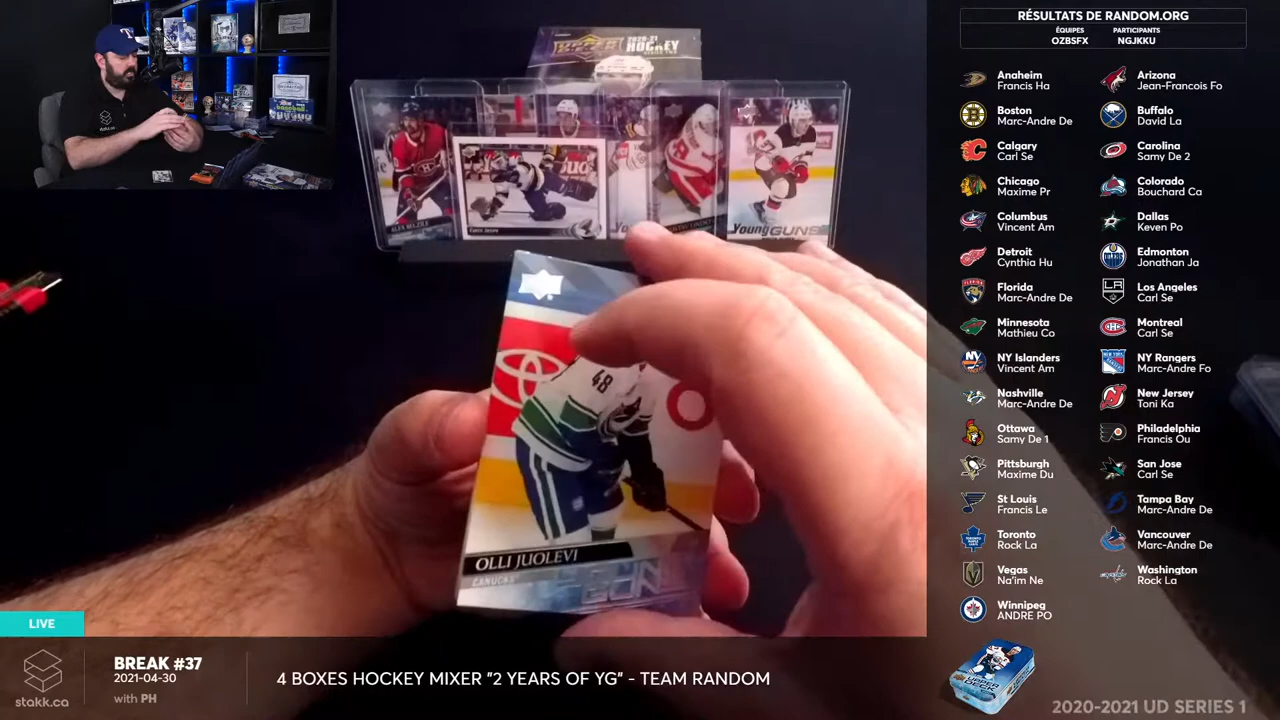 RÉSULTATS DE RANDOM.ORG
ÉQUIPES
OZBSFX
PARTICIPANTS
NGJKKU
Anaheim
Francis Ha
Arizona
Jean-Francois Fo
Boston
Marc-Andre De
Buffalo
David La
Calgary
Carl Se
Carolina
Samy De 2
Chicago
Maxime Pr
Colorado
Bouchard Ca
Columbus
Vincent Am
Dallas
Keven Po
Detroit
Cynthia Hu
Edmonton
Jonathan Ja
Florida
Marc-Andre De
Los Angeles
Carl Se
Minnesota
Mathieu Co
Montreal
Carl Se
NY Islanders
Vincent Am
NY Rangers
Marc-Andre Fo
Nashville
Marc-Andre De
New Jersey
Toni Ka
Ottawa
Samy De 1
Philadelphia
Francis Ou
Pittsburgh
Maxime Du
San Jose
Carl Se
St Louis
Francis Le
Tampa Bay
Marc-Andre De
Toronto
Rock La
Vancouver
Marc-Andre De
Vegas
Na'im Ne
Washington
Rock La
Winnipeg
ANDRE PO
2020-21
UPPER DECK HOCKEY
Young GUNS
48
OLLI JUOLEVI
CANUCKS
LIVE
stakk.ca
BREAK #37
2021-04-30
with PH
4 BOXES HOCKEY MIXER "2 YEARS OF YG" - TEAM RANDOM
2020-2021 UD SERIES 1